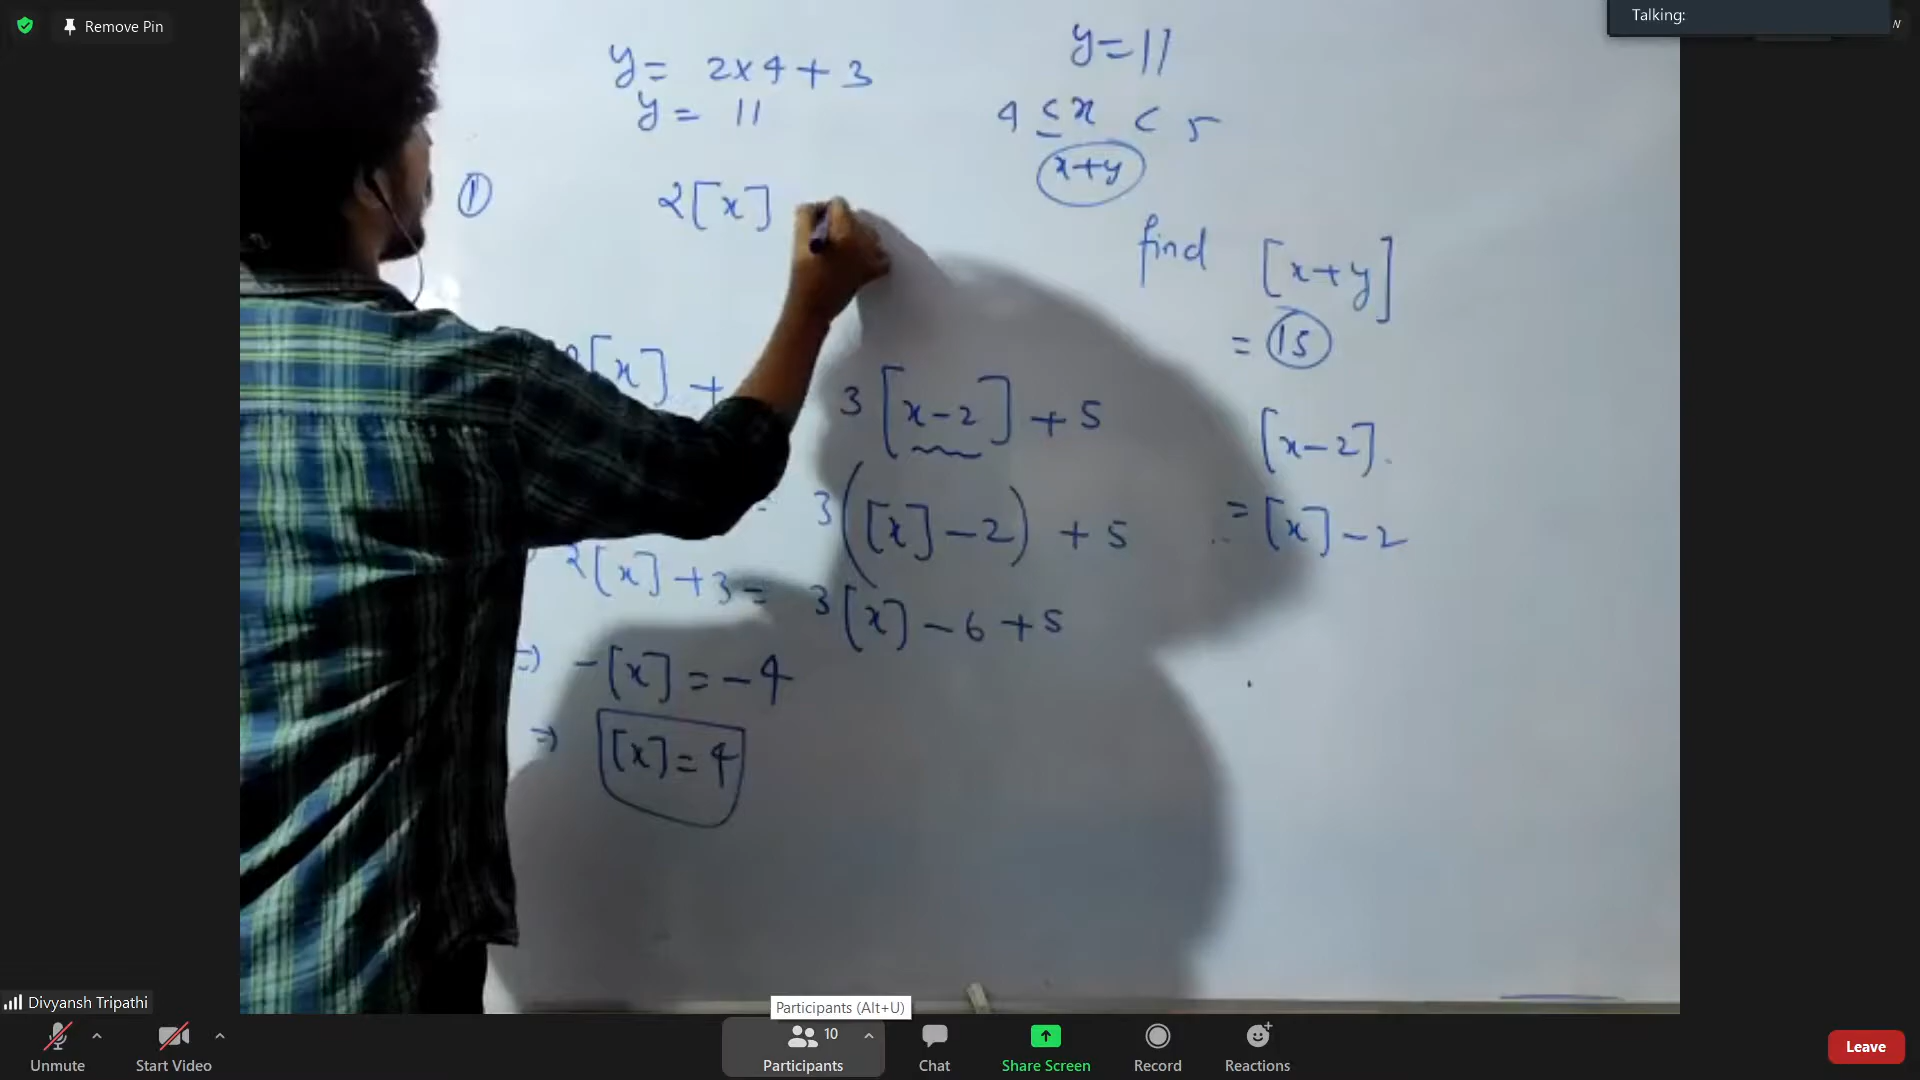 Remove Pin
Talking:
y = 2x4 + 3
y = 11
y = 11
4 ≤ x < 5
x+y
① 2[x]
find [x+y]
= 15
[x] +
3[x-2] + 5
[x-2].
= [x] - 2
3([x] - 2) + 5
2[x] + 3 = 3[x] - 6 + 5
⇒ -[x] = -4
⇒ [x] = 4
Divyansh Tripathi
Participants (Alt+U)
10
Unmute
Start Video
Participants
Chat
Share Screen
Record
Reactions
Leave